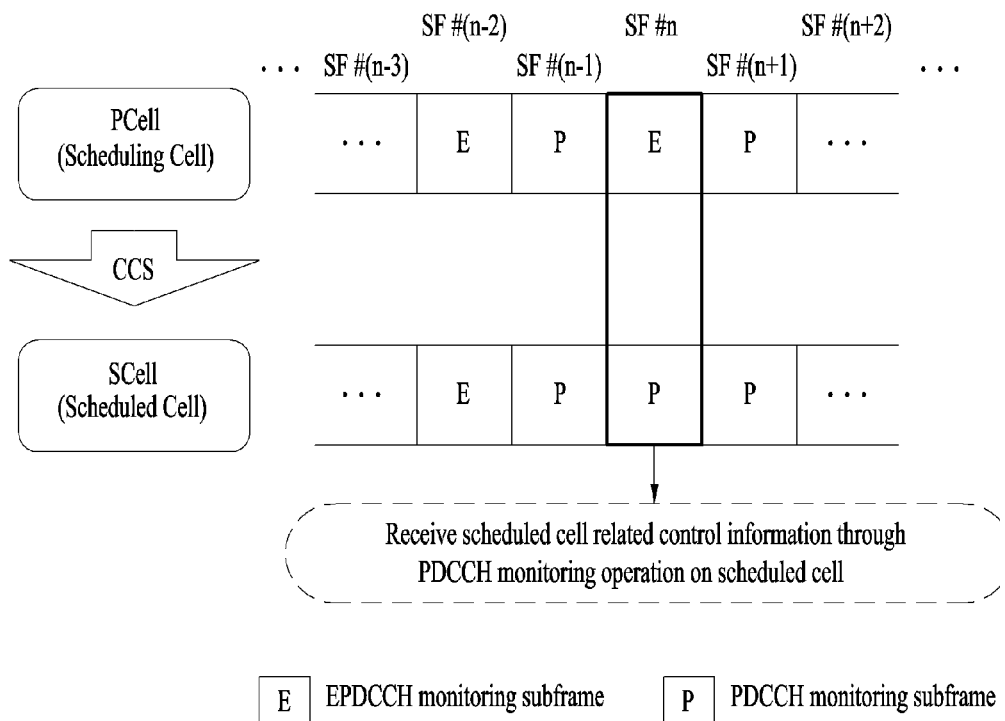 SF #(n-2) SF #n SF #(n+2)
· · · SF #(n-3) SF #(n-1) SF #(n+1) · · ·
PCell
(Scheduling Cell)
· · · E P E P · · ·
CCS
SCell
(Scheduled Cell)
· · · E P P P · · ·
Receive scheduled cell related control information through
PDCCH monitoring operation on scheduled cell
E EPDCCH monitoring subframe P PDCCH monitoring subframe